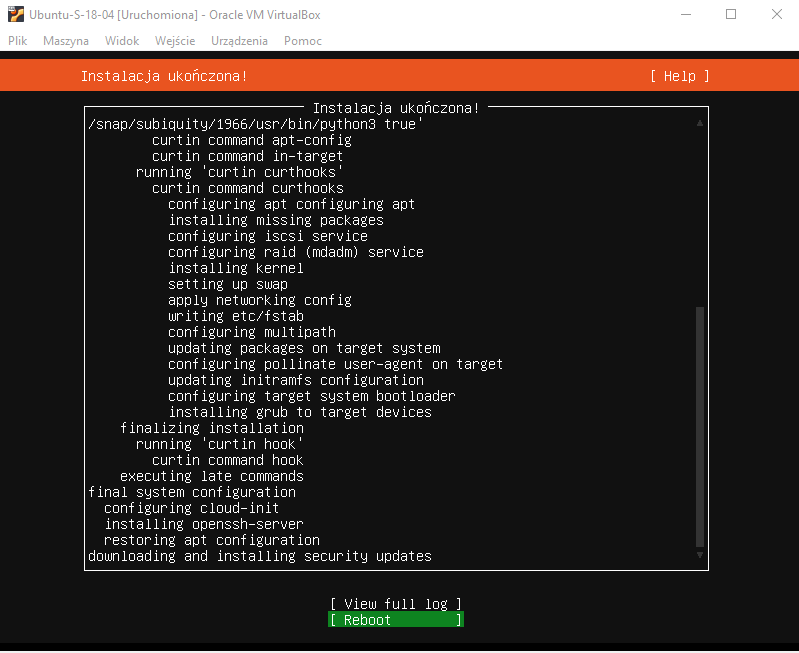 Ubuntu-S-18-04 [Uruchomiona] - Oracle VM VirtualBox
Plik Maszyna Widok Wejście Urządzenia Pomoc
Instalacja ukończona! [ Help ]
Instalacja ukończona!
/snap/subiquity/1966/usr/bin/python3 true'
curtin command apt-config
curtin command in-target
running 'curtin curthooks'
curtin command curthooks
configuring apt configuring apt
installing missing packages
configuring iscsi service
configuring raid (mdadm) service
installing kernel
setting up swap
apply networking config
writing etc/fstab
configuring multipath
updating packages on target system
configuring pollinate user-agent on target
updating initramfs configuration
configuring target system bootloader
installing grub to target devices
finalizing installation
running 'curtin hook'
curtin command hook
executing late commands
final system configuration
configuring cloud-init
installing openssh-server
restoring apt configuration
downloading and installing security updates
[ View full log ]
[ Reboot ]